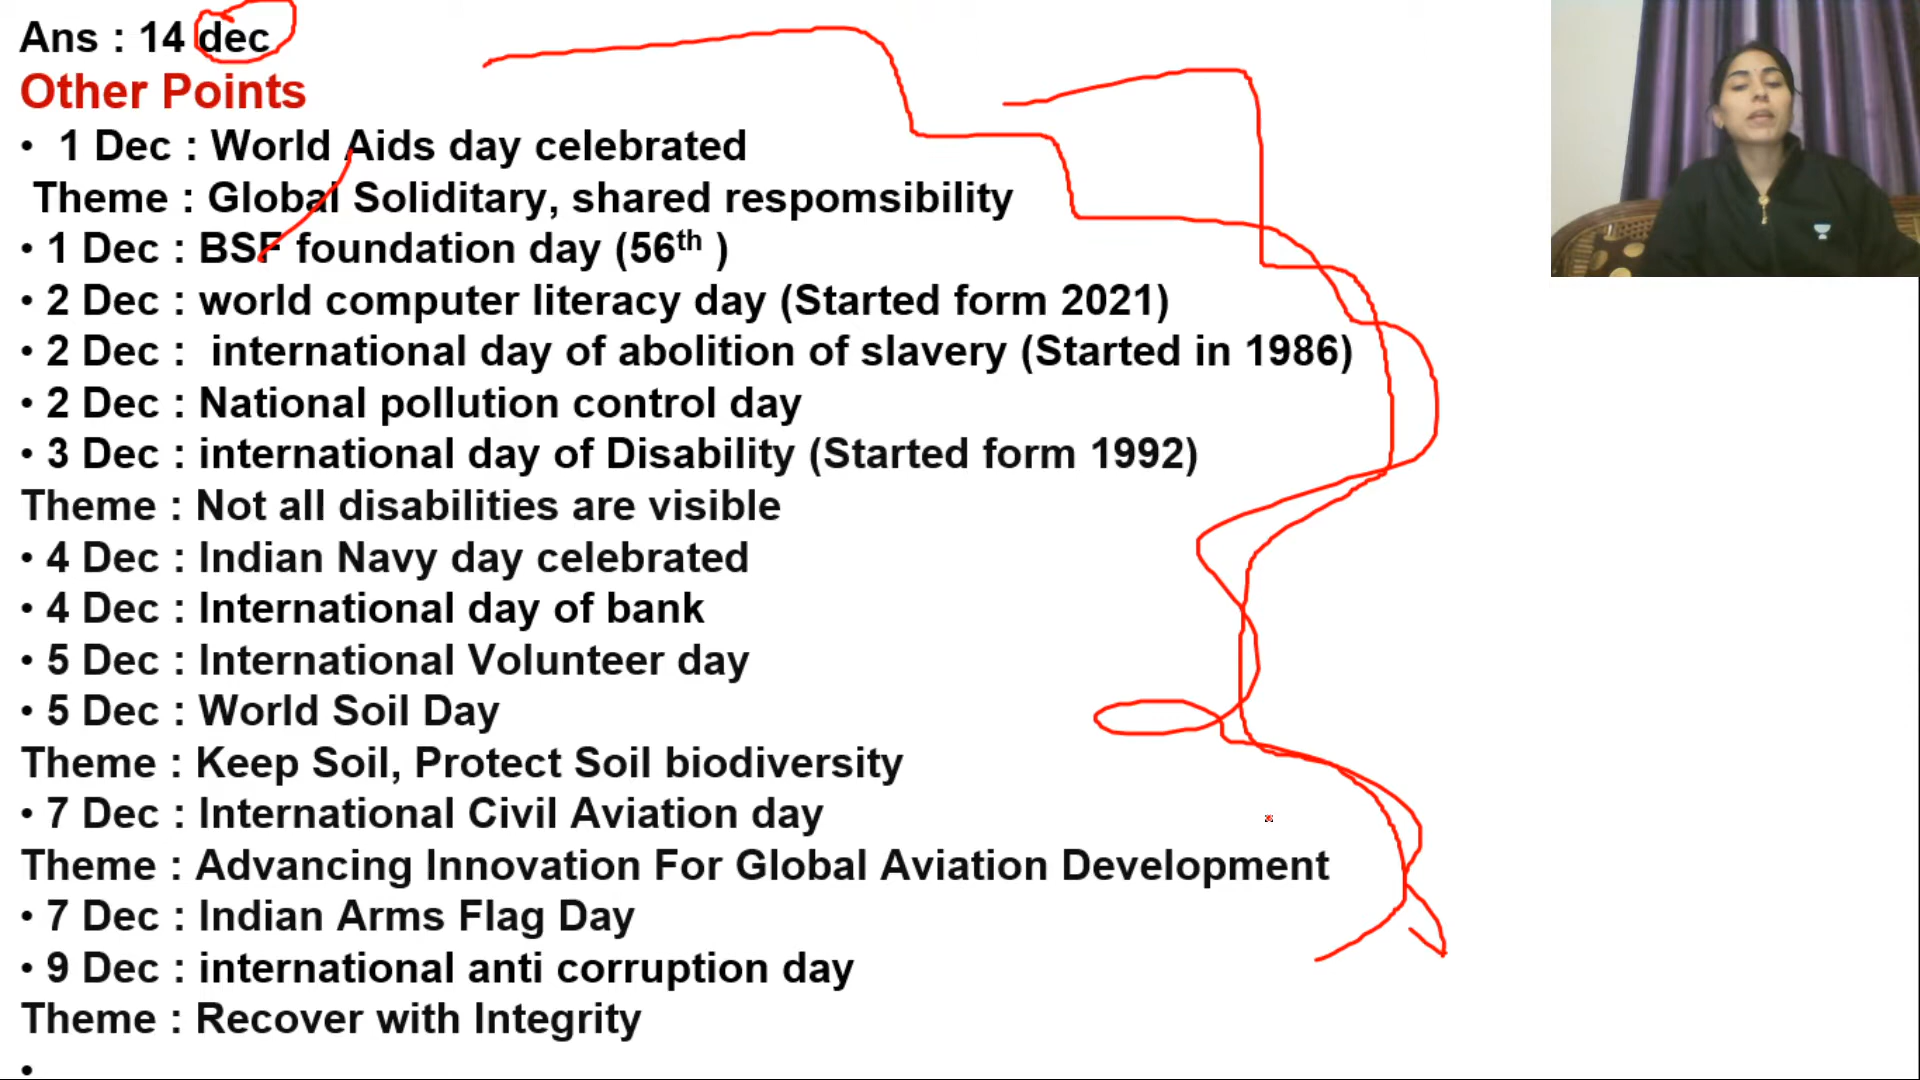 Ans : 14 dec
Other Points
• 1 Dec : World Aids day celebrated
Theme : Global Soliditary, shared respomsibility
• 1 Dec : BSF foundation day (56th )
• 2 Dec : world computer literacy day (Started form 2021)
• 2 Dec : international day of abolition of slavery (Started in 1986)
• 2 Dec : National pollution control day
• 3 Dec : international day of Disability (Started form 1992)
Theme : Not all disabilities are visible
• 4 Dec : Indian Navy day celebrated
• 4 Dec : International day of bank
• 5 Dec : International Volunteer day
• 5 Dec : World Soil Day
Theme : Keep Soil, Protect Soil biodiversity
• 7 Dec : International Civil Aviation day
Theme : Advancing Innovation For Global Aviation Development
• 7 Dec : Indian Arms Flag Day
• 9 Dec : international anti corruption day
Theme : Recover with Integrity
•